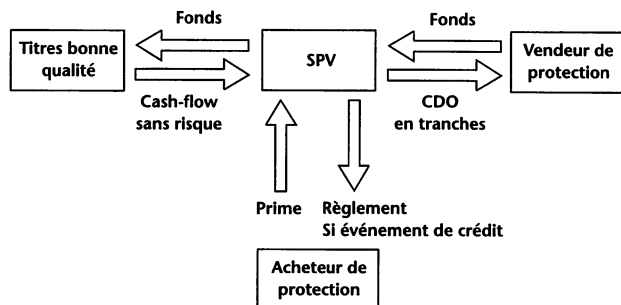 Fonds
Fonds
Titres bonne
qualité
SPV
Vendeur de
protection
Cash-flow
sans risque
CDO
en tranches
Prime
Règlement
Si événement de crédit
Acheteur de
protection